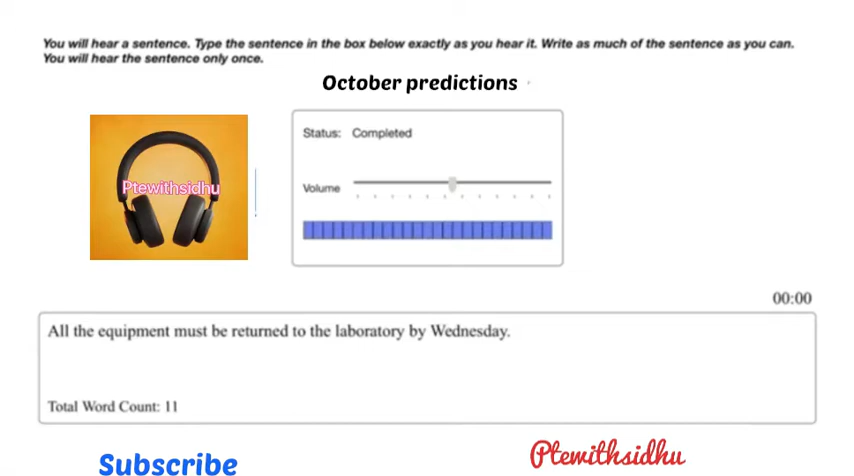 You will hear a sentence. Type the sentence in the box below exactly as you hear it. Write as much of the sentence as you can.
You will hear the sentence only once.
October predictions
Status: Completed
Ptewithsidhu
Volume
00:00
All the equipment must be returned to the laboratory by Wednesday.
Total Word Count: 11
Subscribe
Ptewithsidhu